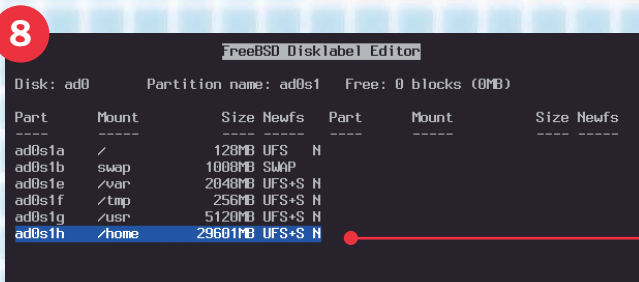 8
FreeBSD Disklabel Editor
Disk: ad0 Partition name: ad0s1 Free: 0 blocks (0MB)
Part Mount Size Newfs Part Mount Size Newfs
---- ----- ---- ----- ---- ----- ---- -----
ad0s1a / 128MB UFS N
ad0s1b swap 1008MB SWAP
ad0s1e /var 2048MB UFS+S N
ad0s1f /tmp 256MB UFS+S N
ad0s1g /usr 5120MB UFS+S N
ad0s1h /home 29601MB UFS+S N